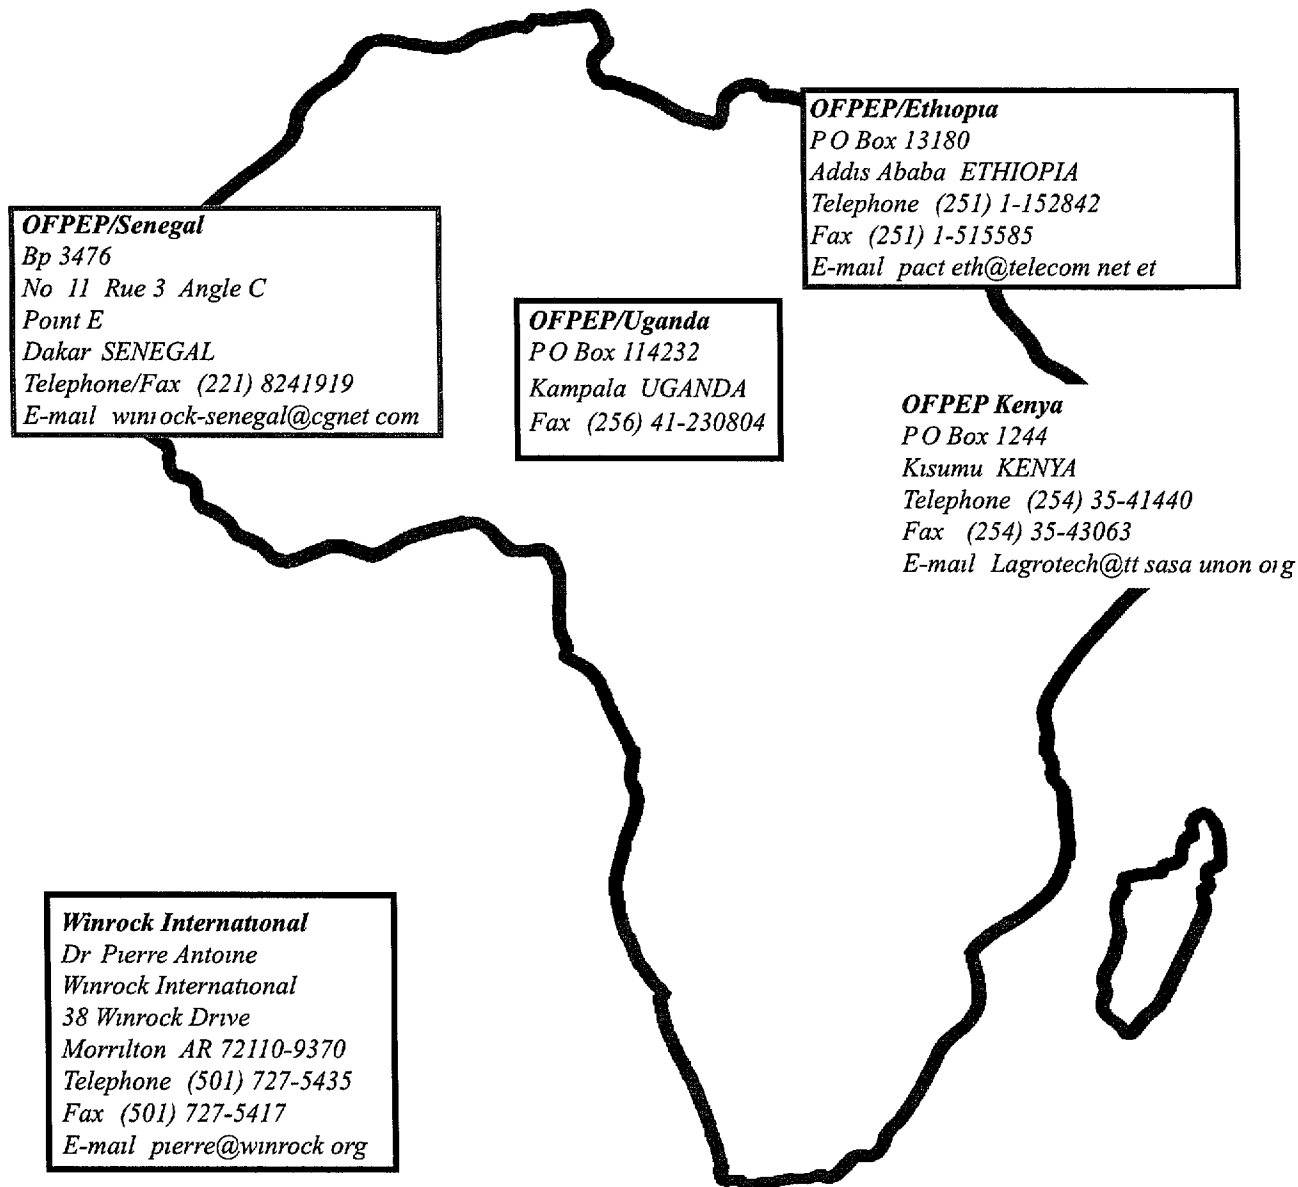 OFPEP/Ethiopia
P O Box 13180
Addis Ababa ETHIOPIA
Telephone (251) 1-152842
Fax (251) 1-515585
E-mail pact eth@telecom net et
OFPEP/Senegal
Bp 3476
No 11 Rue 3 Angle C
Point E
Dakar SENEGAL
Telephone/Fax (221) 8241919
E-mail winrock-senegal@cgnet com
OFPEP/Uganda
P O Box 114232
Kampala UGANDA
Fax (256) 41-230804
OFPEP Kenya
P O Box 1244
Kisumu KENYA
Telephone (254) 35-41440
Fax (254) 35-43063
E-mail Lagrotech@tt sasa unon org
Winrock International
Dr Pierre Antoine
Winrock International
38 Winrock Drive
Morrilton AR 72110-9370
Telephone (501) 727-5435
Fax (501) 727-5417
E-mail pierre@winrock org